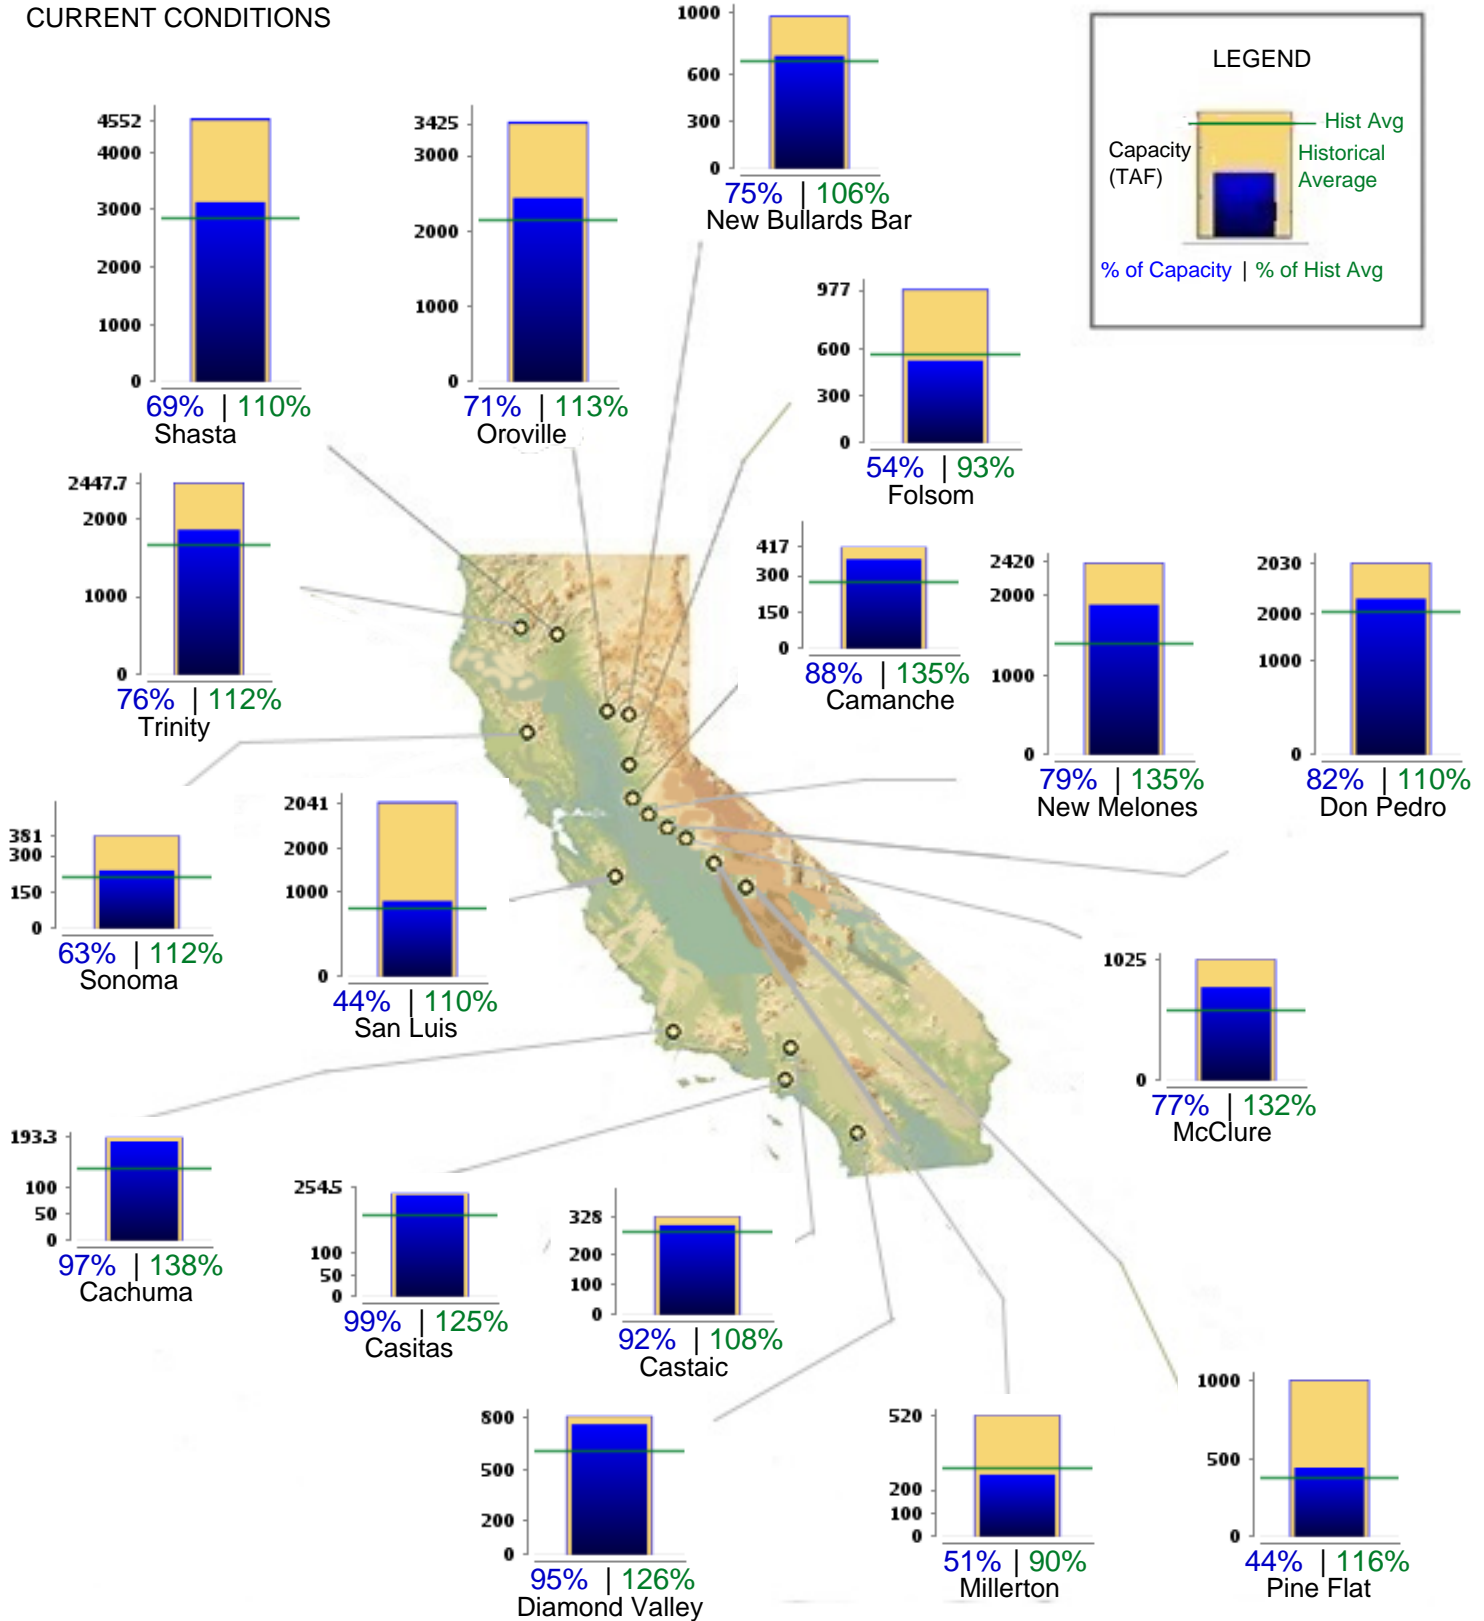 CURRENT CONDITIONS
1000
600
300
0
75% | 106%
New Bullards Bar
LEGEND
Hist Avg
Capacity
(TAF)
Historical
Average
% of Capacity | % of Hist Avg
4552
4000
3000
2000
1000
0
69% | 110%
Shasta
3425
3000
2000
1000
0
71% | 113%
Oroville
977
600
300
0
54% | 93%
Folsom
2447.7
2000
1000
0
76% | 112%
Trinity
417
300
150
0
88% | 135%
Camanche
2420
2000
1000
0
79% | 135%
New Melones
2030
2000
1000
0
82% | 110%
Don Pedro
381
300
150
0
63% | 112%
Sonoma
2041
2000
1000
0
44% | 110%
San Luis
1025
0
77% | 132%
McClure
193.3
100
50
0
97% | 138%
Cachuma
254.5
100
50
0
99% | 125%
Casitas
328
200
100
0
92% | 108%
Castaic
800
500
200
0
95% | 126%
Diamond Valley
520
200
100
0
51% | 90%
Millerton
1000
500
0
44% | 116%
Pine Flat